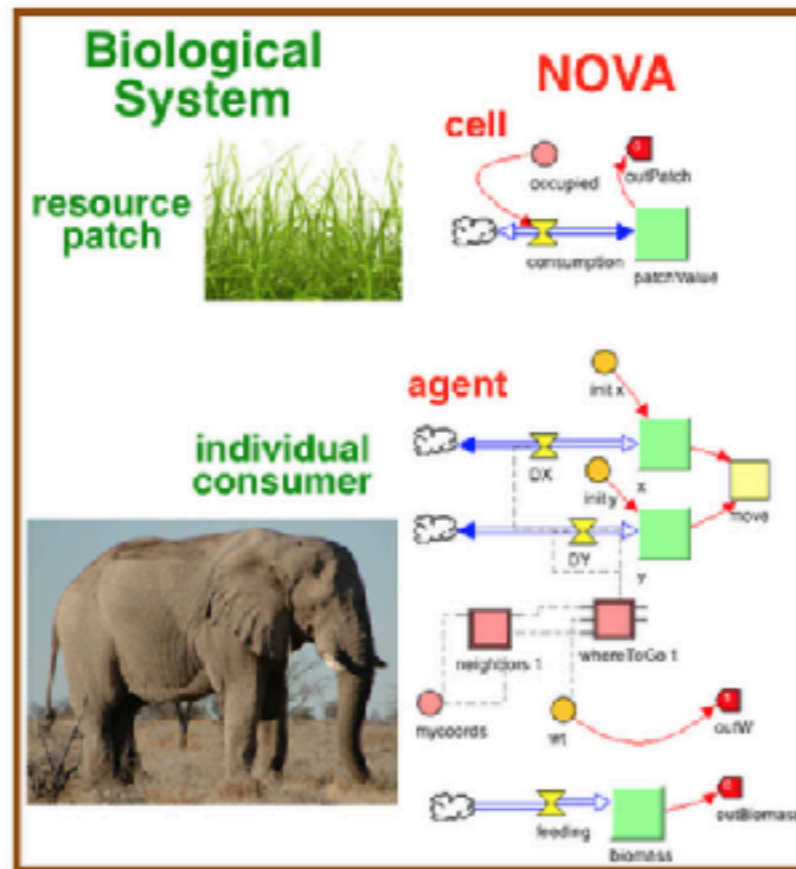 Biological
System
NOVA
cell
occupied
outPatch
resource
patch
consumption
patchValue
agent
init x
individual
consumer
DX
x
init y
move
DY
y
neighbors 1
whereToGo 1
mycoords
wt
outW
feeding
outBiomass
biomass